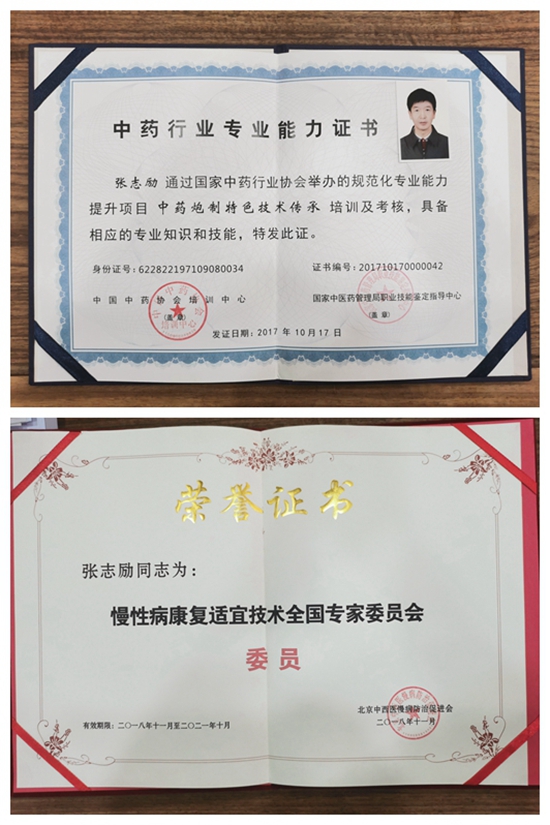 中药行业专业能力证书
张志励 通过国家中药行业协会举办的规范化专业能力
提升项目 中药炮制特色技术传承 培训及考核，具备
相应的专业知识和技能，特发此证。
身份证号：622822197109080034
证书编号：201710170000042
中国中药协会培训中心
（盖章）
培训中心
国家中医药管理局职业技能鉴定指导中心
（盖章）
发证日期：2017 年 10 月 17 日
荣誉证书
张志励同志为：
慢性病康复适宜技术全国专家委员会
委员
北京中西医慢病防治促进会
有效期限：二〇一八年十一月至二〇二一年十月
二〇一八年十一月